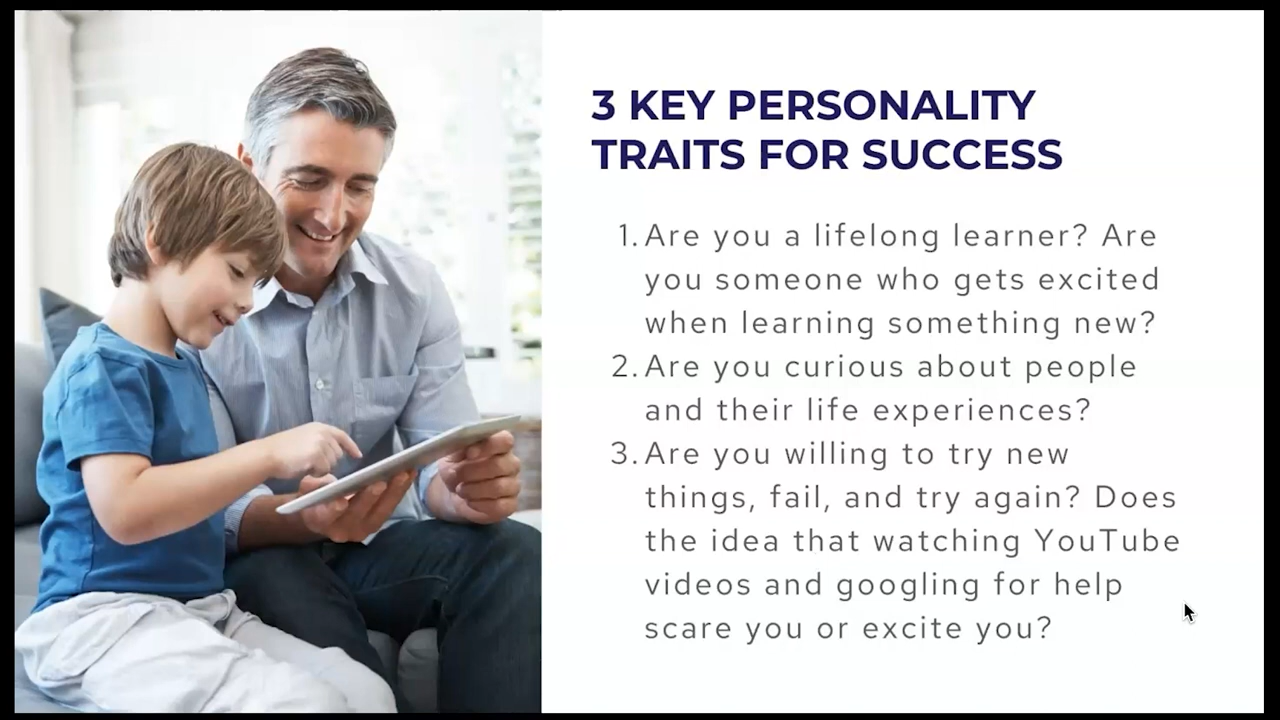 3 KEY PERSONALITY
TRAITS FOR SUCCESS
1. Are you a lifelong learner? Are
you someone who gets excited
when learning something new?
2. Are you curious about people
and their life experiences?
3. Are you willing to try new
things, fail, and try again? Does
the idea that watching YouTube
videos and googling for help
scare you or excite you?